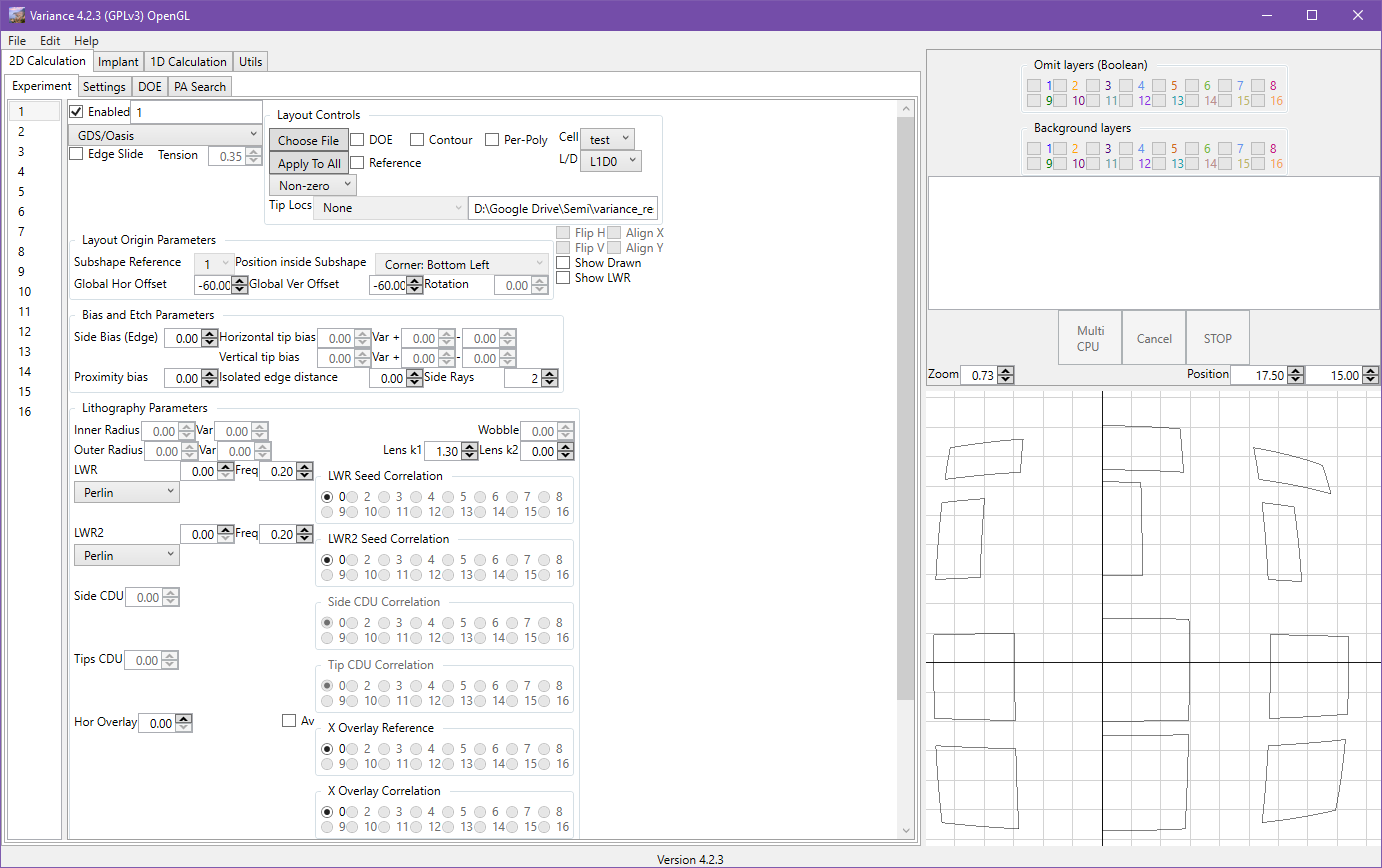 Variance 4.2.3 (GPLv3) OpenGL
File Edit Help
2D Calculation Implant 1D Calculation Utils
Experiment Settings DOE PA Search
1
2
3
4
5
6
7
8
9
10
11
12
13
14
15
16
Enabled 1
GDS/Oasis
Edge Slide Tension 0.35
Layout Controls
Choose File DOE Contour Per-Poly Cell test
Apply To All Reference L/D L1D0
Non-zero
Tip Locs None D:\Google Drive\Semi\variance_re
Flip H Align X
Flip V Align Y
Show Drawn
Show LWR
Layout Origin Parameters
Subshape Reference 1 Position inside Subshape Corner: Bottom Left
Global Hor Offset -60.00 Global Ver Offset -60.00 Rotation 0.00
Bias and Etch Parameters
Side Bias (Edge) 0.00 Horizontal tip bias 0.00 Var + 0.00 - 0.00
Vertical tip bias 0.00 Var + 0.00 - 0.00
Proximity bias 0.00 Isolated edge distance 0.00 Side Rays 2
Lithography Parameters
Inner Radius 0.00 Var 0.00 Wobble 0.00
Outer Radius 0.00 Var 0.00 Lens k1 1.30 Lens k2 0.00
LWR 0.00 Freq 0.20
Perlin
LWR Seed Correlation
0 2 3 4 5 6 7 8
9 10 11 12 13 14 15 16
LWR2 0.00 Freq 0.20
Perlin
LWR2 Seed Correlation
0 2 3 4 5 6 7 8
9 10 11 12 13 14 15 16
Side CDU 0.00
Side CDU Correlation
0 2 3 4 5 6 7 8
9 10 11 12 13 14 15 16
Tips CDU 0.00
Tip CDU Correlation
0 2 3 4 5 6 7 8
9 10 11 12 13 14 15 16
Hor Overlay 0.00 Av
X Overlay Reference
0 2 3 4 5 6 7 8
9 10 11 12 13 14 15 16
X Overlay Correlation
0 2 3 4 5 6 7 8
9 10 11 12 13 14 15 16
Omit layers (Boolean)
1 2 3 4 5 6 7 8
9 10 11 12 13 14 15 16
Background layers
1 2 3 4 5 6 7 8
9 10 11 12 13 14 15 16
Multi
CPU
Cancel STOP
Zoom 0.73 Position 17.50 15.00
Version 4.2.3